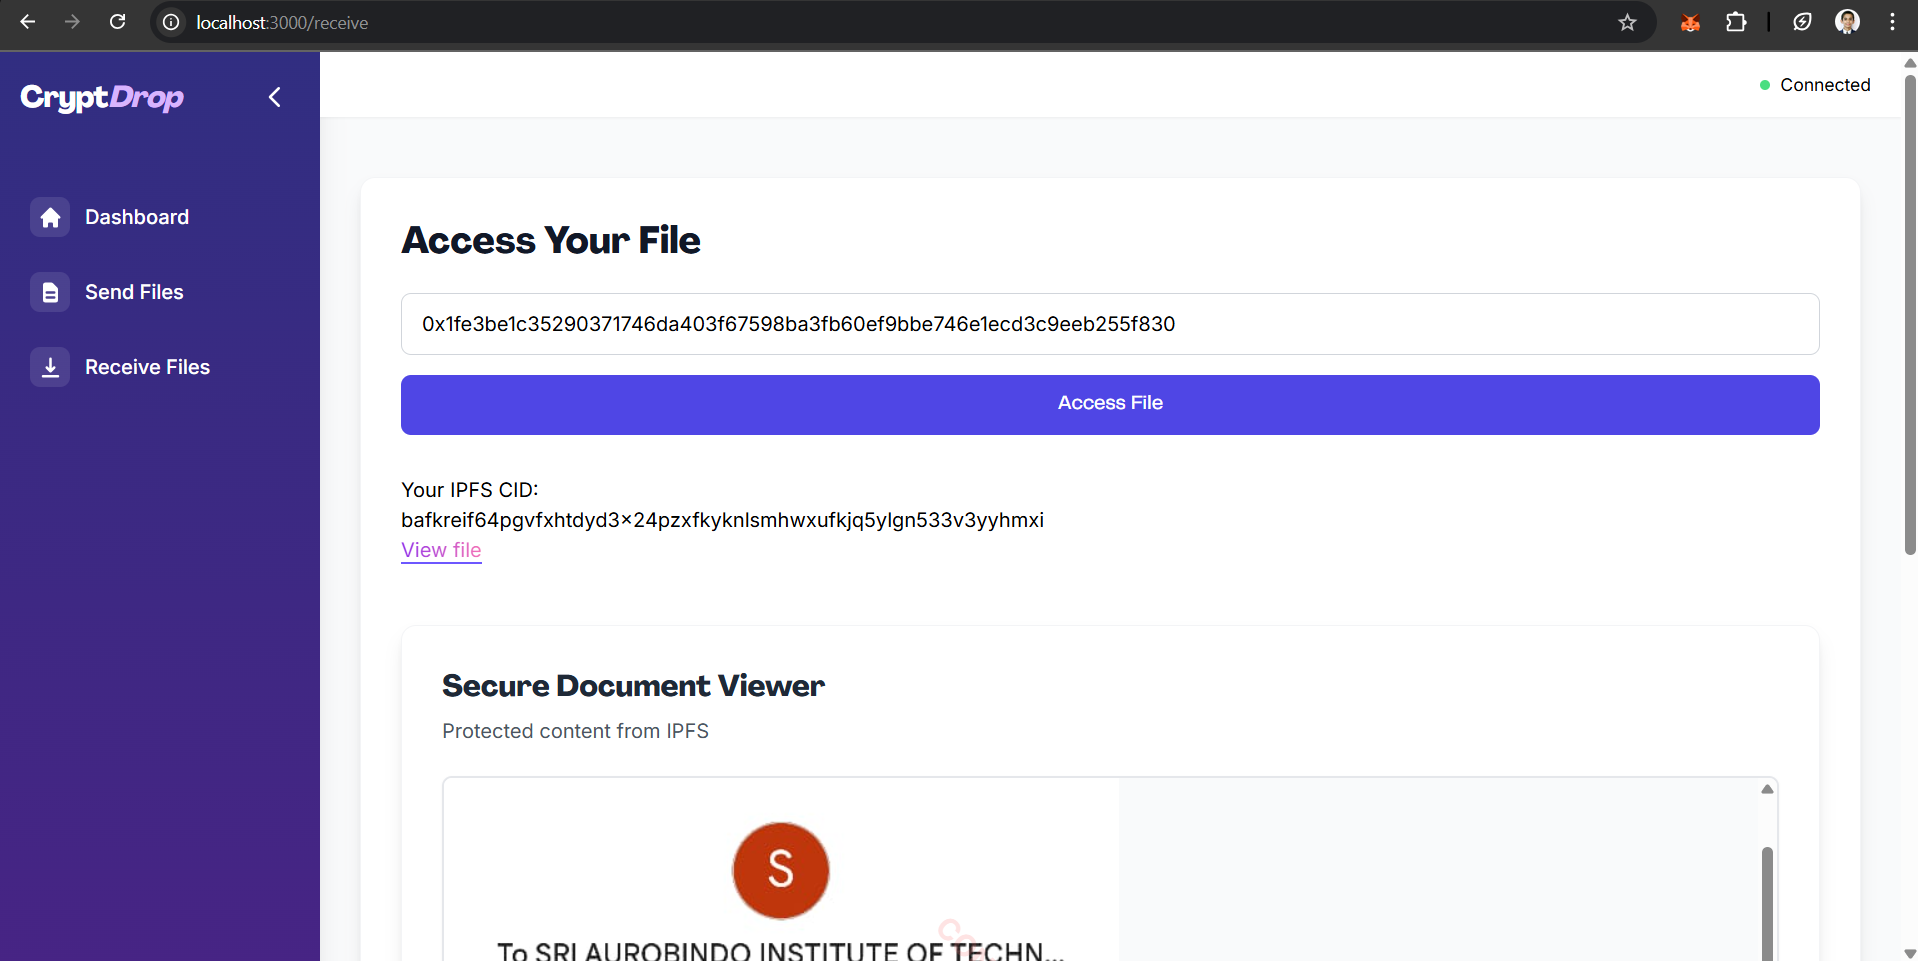 localhost:3000/receive
CryptDrop
Connected
Dashboard
Send Files
Receive Files
Access Your File
0x1fe3be1c35290371746da403f67598ba3fb60ef9bbe746e1ecd3c9eeb255f830
Access File
Your IPFS CID:
bafkreif64pgvfxhtdyd3×24pzxfkyknlsmhwxufkjq5ylgn533v3yyhmxi
View file
Secure Document Viewer
Protected content from IPFS
S
To SRI AUROBINDO INSTITUTE OF TECHN...